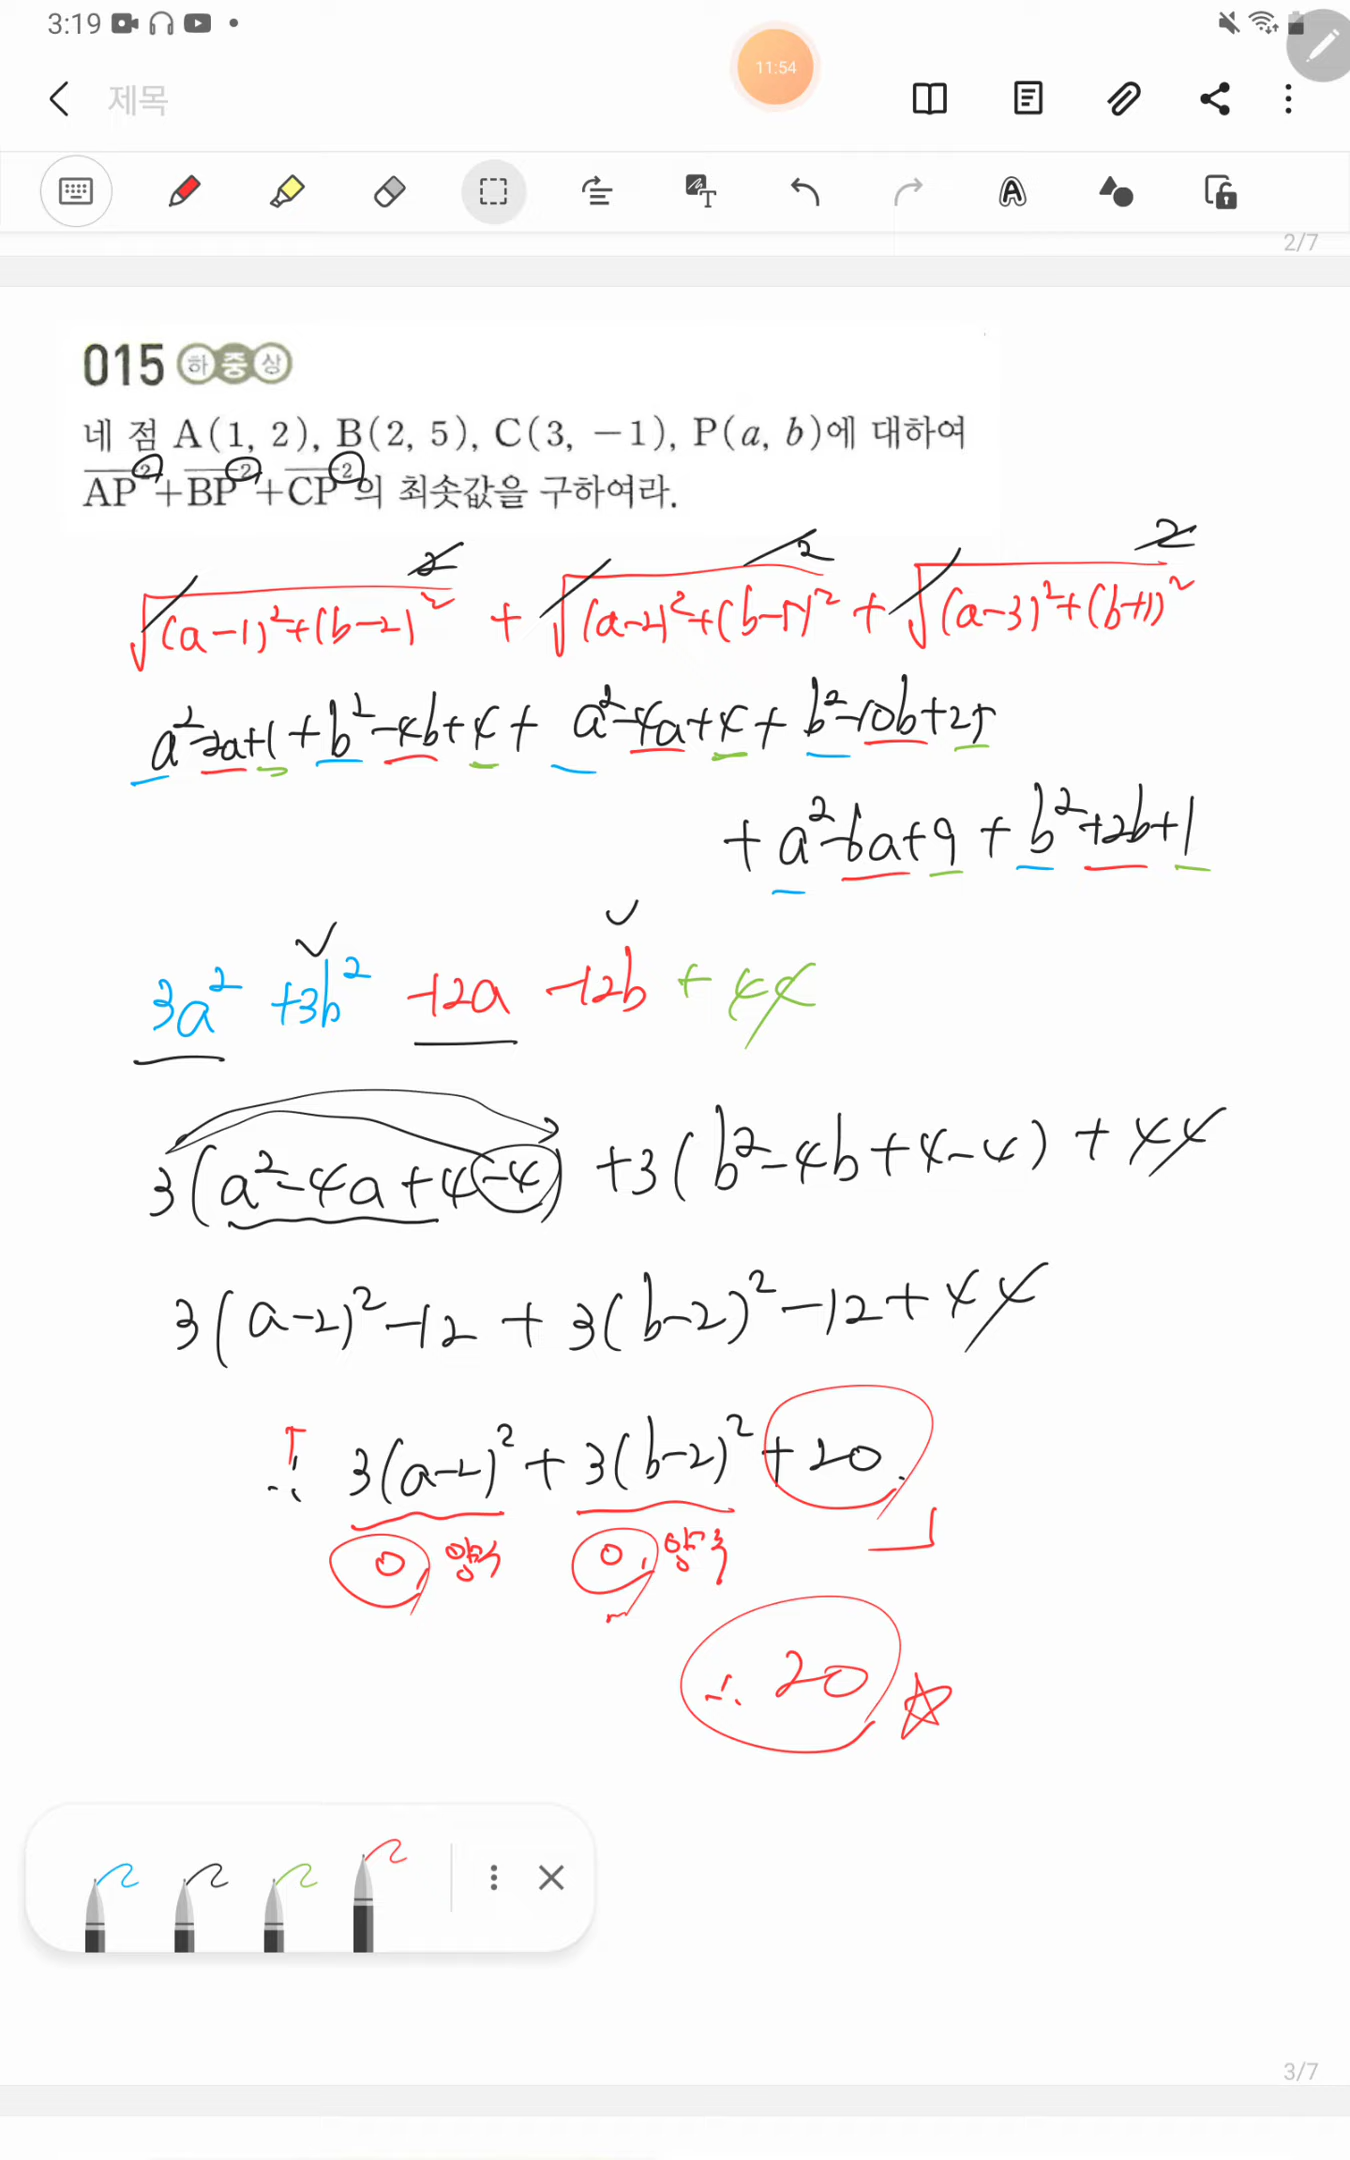 3:19
11:54
제목
2/7
015 하 중 상
네 점 A(1, 2), B(2, 5), C(3, −1), P(a, b)에 대하여
AP²+BP²+CP²의 최솟값을 구하여라.
√(a-1)²+(b-2)² ² + √(a-2)²+(b-5)² ² + √(a-3)²+(b+1)² ²
a²-2a+1+b²-4b+4+ a²-4a+4+b²-10b+25
+a²-6a+9+b²+2b+1
3a² +3b² -12a -12b +44
3(a²-4a+4-4) +3(b²-4b+4-4)+44
3(a-2)²-12 + 3(b-2)²-12+44
∴ 3(a-2)²+3(b-2)²+20.
0, 양수 0, 양수
∴ 20
3/7